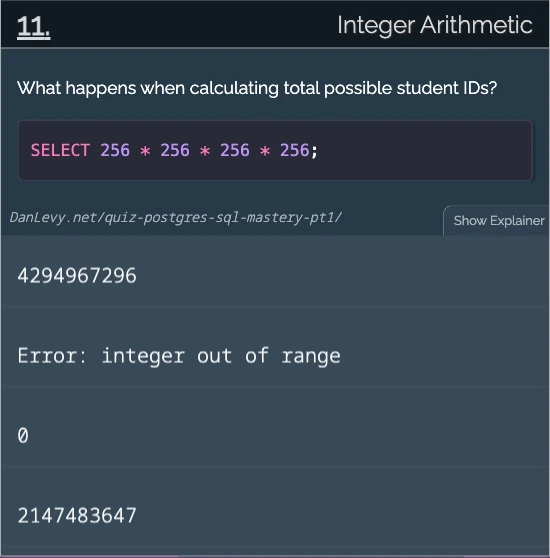 11.
Integer Arithmetic
What happens when calculating total possible student IDs?
SELECT 256 * 256 * 256 * 256;
DanLevy.net/quiz-postgres-sql-mastery-pt1/
Show Explainer
4294967296
Error: integer out of range
0
2147483647